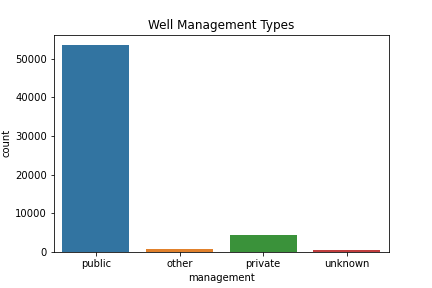 Well Management Types
50000
40000
30000
20000
10000
0
count
public other private unknown
management